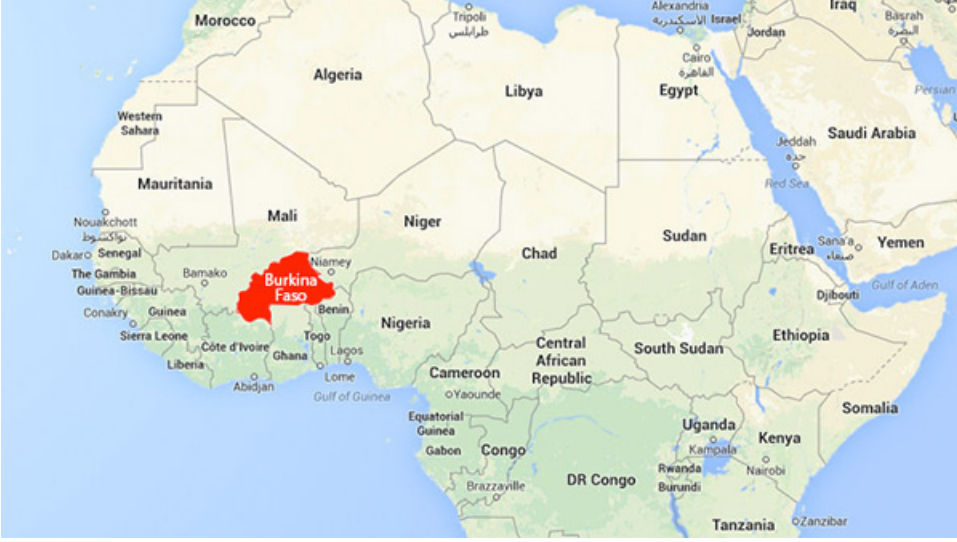 Alexandria
الاسكندرية
Israel
Iraq
Basrah
البصرة
Morocco
Tripoli
طرابلس
Jordan
Cairo
القاهرة
Algeria
Libya
Egypt
Persian
Western
Sahara
Jeddah
جدة
Saudi Arabia
Mauritania
Red Sea
Mali
Niger
Nouakchott
نواكشوط
Sudan
Eritrea
Sana'a
صنعاء
Yemen
Dakar
Senegal
Chad
The Gambia
Bamako
Niamey
Gulf of Aden
Burkina
Faso
Guinea-Bissau
Djibouti
Conakry
Guinea
Benin
Nigeria
Sierra Leone
Togo
Ethiopia
Côte d'Ivoire
Ghana
Lagos
Central
African
Republic
South Sudan
Liberia
Lome
Cameroon
Abidjan
Gulf of Guinea
Yaounde
Somalia
Equatorial
Guinea
Uganda
Kenya
Gabon
Congo
Kampala
Rwanda
Nairobi
DR Congo
Burundi
Brazzaville
Tanzania
Zanzibar